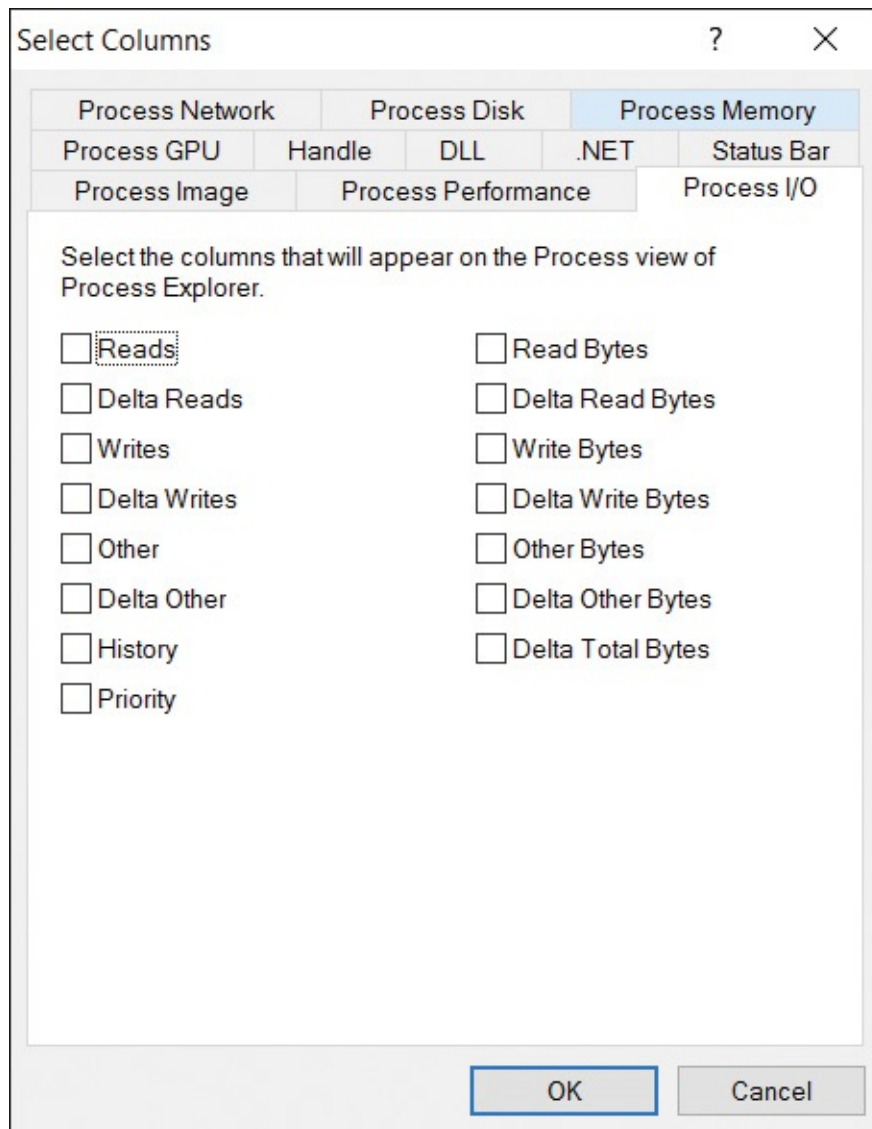 Select Columns
Process Network Process Disk Process Memory
Process GPU Handle DLL .NET Status Bar
Process Image Process Performance Process I/O
Select the columns that will appear on the Process view of
Process Explorer.
Reads Read Bytes
Delta Reads Delta Read Bytes
Writes Write Bytes
Delta Writes Delta Write Bytes
Other Other Bytes
Delta Other Delta Other Bytes
History Delta Total Bytes
Priority
OK Cancel